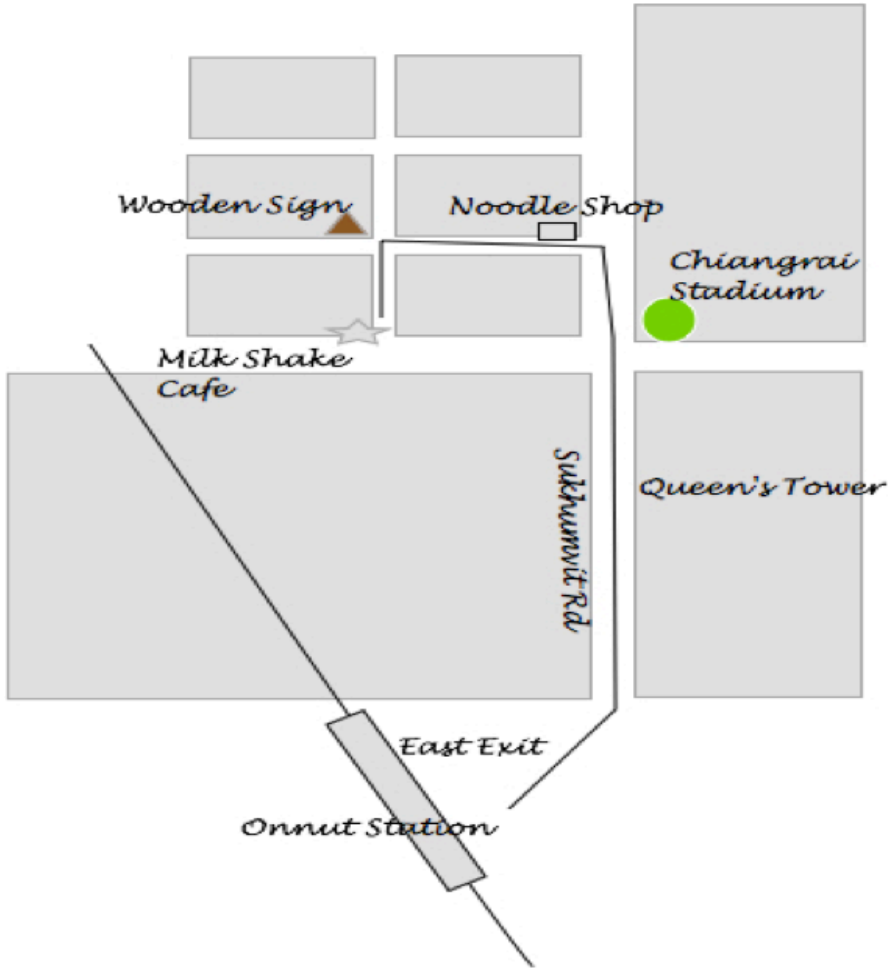 Wooden Sign
Noodle Shop
Chiangrai
Stadium
Milk Shake
Cafe
Sukhumvit Rd
Queen's Tower
East Exit
Onnut Station